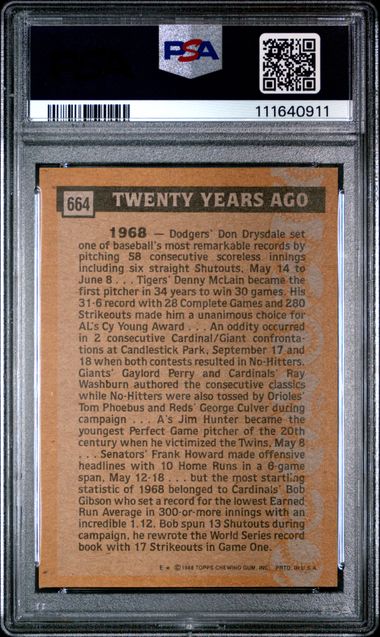 PSA
111640911
664 TWENTY YEARS AGO
1968 — Dodgers' Don Drysdale set
one of baseball's most remarkable records by
pitching 58 consecutive scoreless innings
including six straight Shutouts, May 14 to
June 8 . . . Tigers' Denny McLain became the
first pitcher in 34 years to win 30 games. His
31-6 record with 28 Complete Games and 280
Strikeouts made him a unanimous choice for
AL's Cy Young Award . . . An oddity occurred
in 2 consecutive Cardinal/Giant confronta-
tions at Candlestick Park, September 17 and
18 when both contests resulted in No-Hitters.
Giants' Gaylord Perry and Cardinals' Ray
Washburn authored the consecutive classics
while No-Hitters were also tossed by Orioles'
Tom Phoebus and Reds' George Culver during
campaign . . . A's Jim Hunter became the
youngest Perfect Game pitcher of the 20th
century when he victimized the Twins, May 8
. . . Senators' Frank Howard made offensive
headlines with 10 Home Runs in a 6-game
span, May 12-18 . . . but the most startling
statistic of 1968 belonged to Cardinals' Bob
Gibson who set a record for the lowest Earned
Run Average in 300-or-more innings with an
incredible 1.12. Bob spun 13 Shutouts during
campaign, he rewrote the World Series record
book with 17 Strikeouts in Game One.
E★ ©1988 TOPPS CHEWING GUM, INC. PRTD. IN U.S.A.